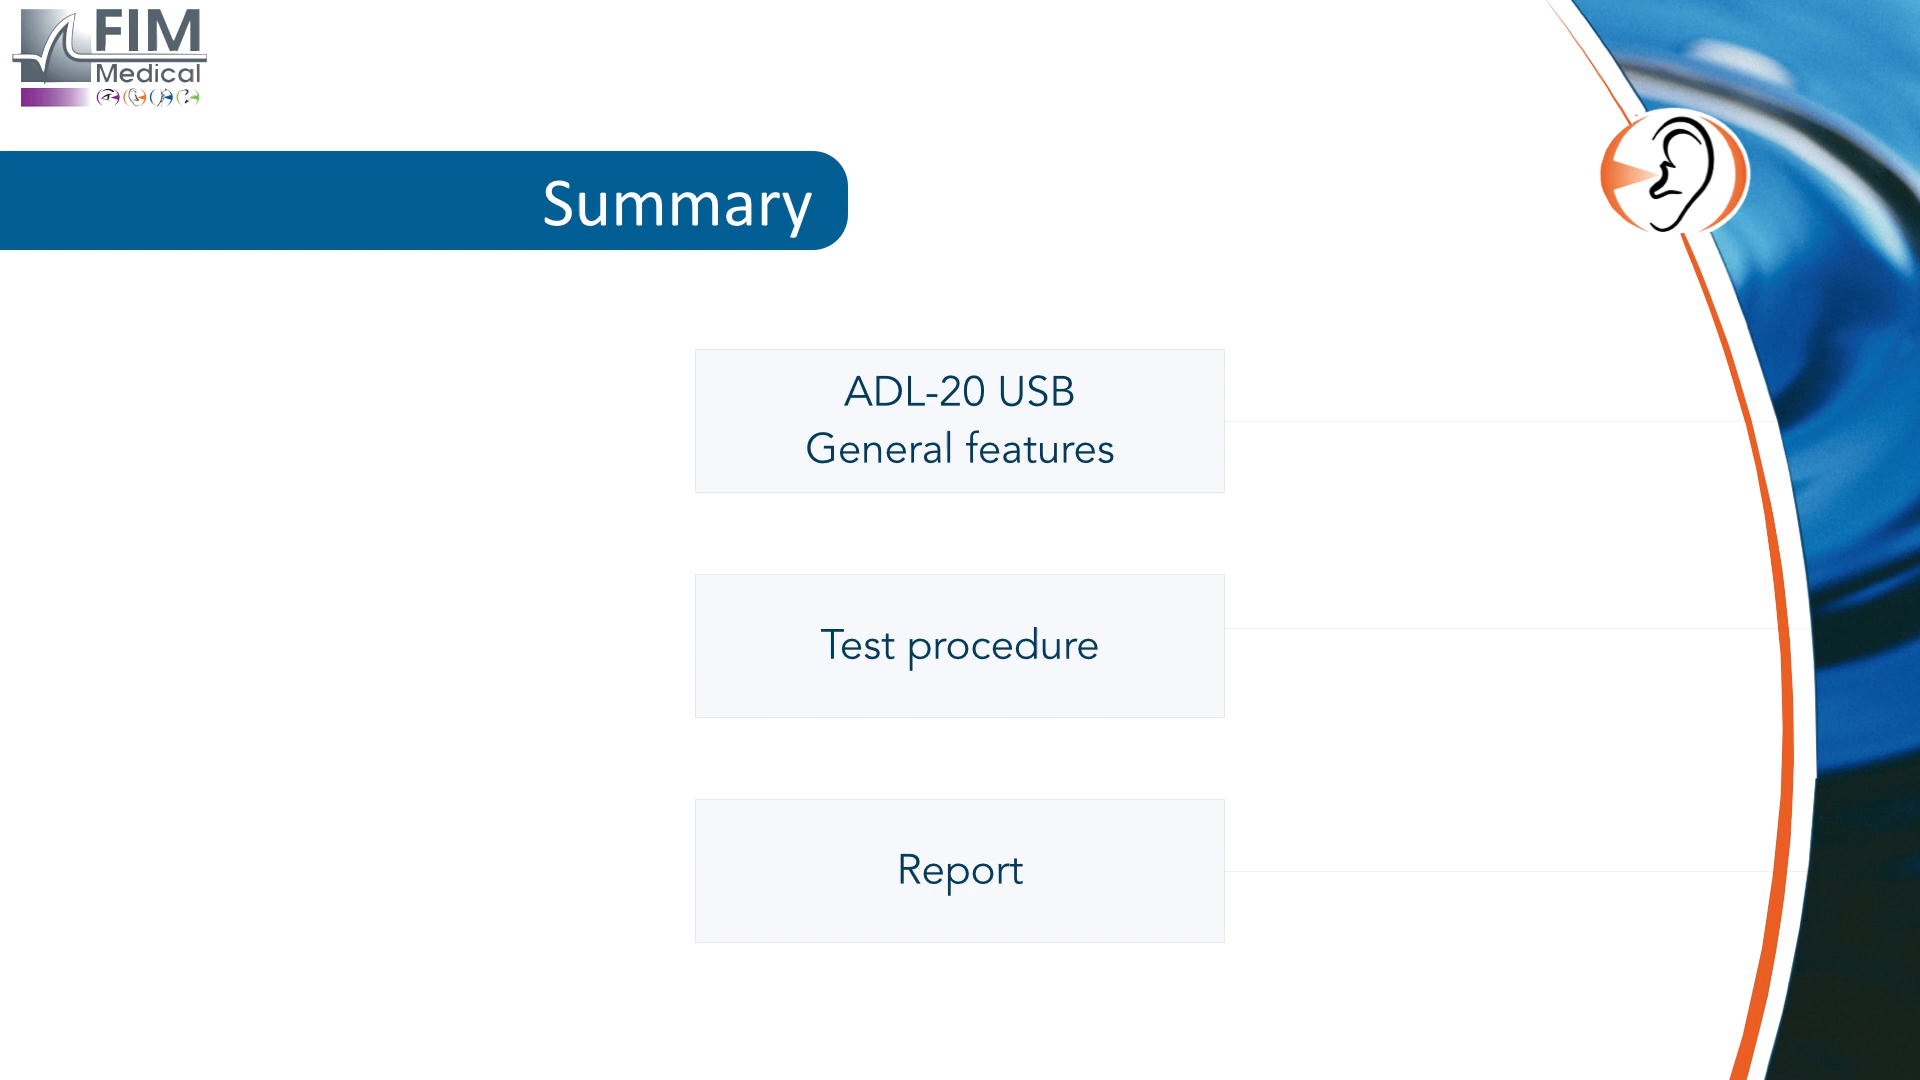 FIM
Medical
Summary
ADL-20 USB
General features
Test procedure
Report